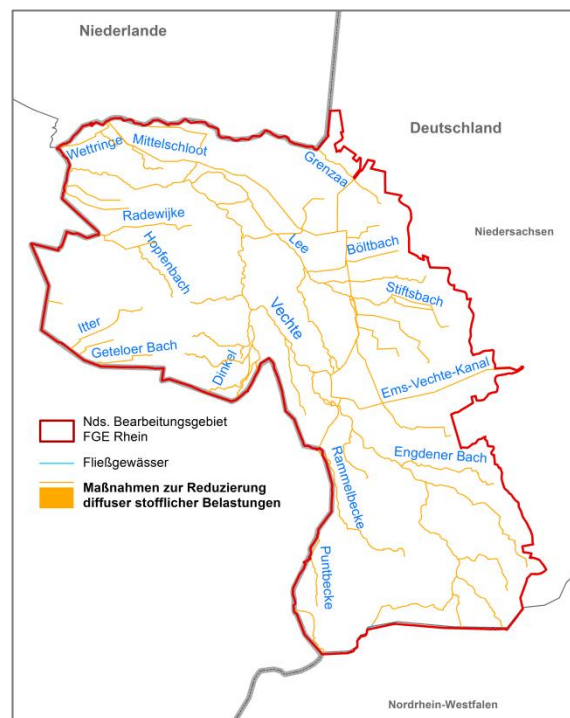 Niederlande
Deutschland
Niedersachsen
Wettringe
Mittelschloot
Grenzaa
Radewijke
Hopfenbach
Lee
Böltbach
Stiftsbach
Vechte
Itter
Geteloer Bach
Dinkel
Ems-Vechte-Kanal
Nds. Bearbeitungsgebiet
FGE Rhein
Fließgewässer
Maßnahmen zur Reduzierung
diffuser stofflicher Belastungen
Engdener Bach
Rammelbecke
Puntbecke
Nordrhein-Westfalen